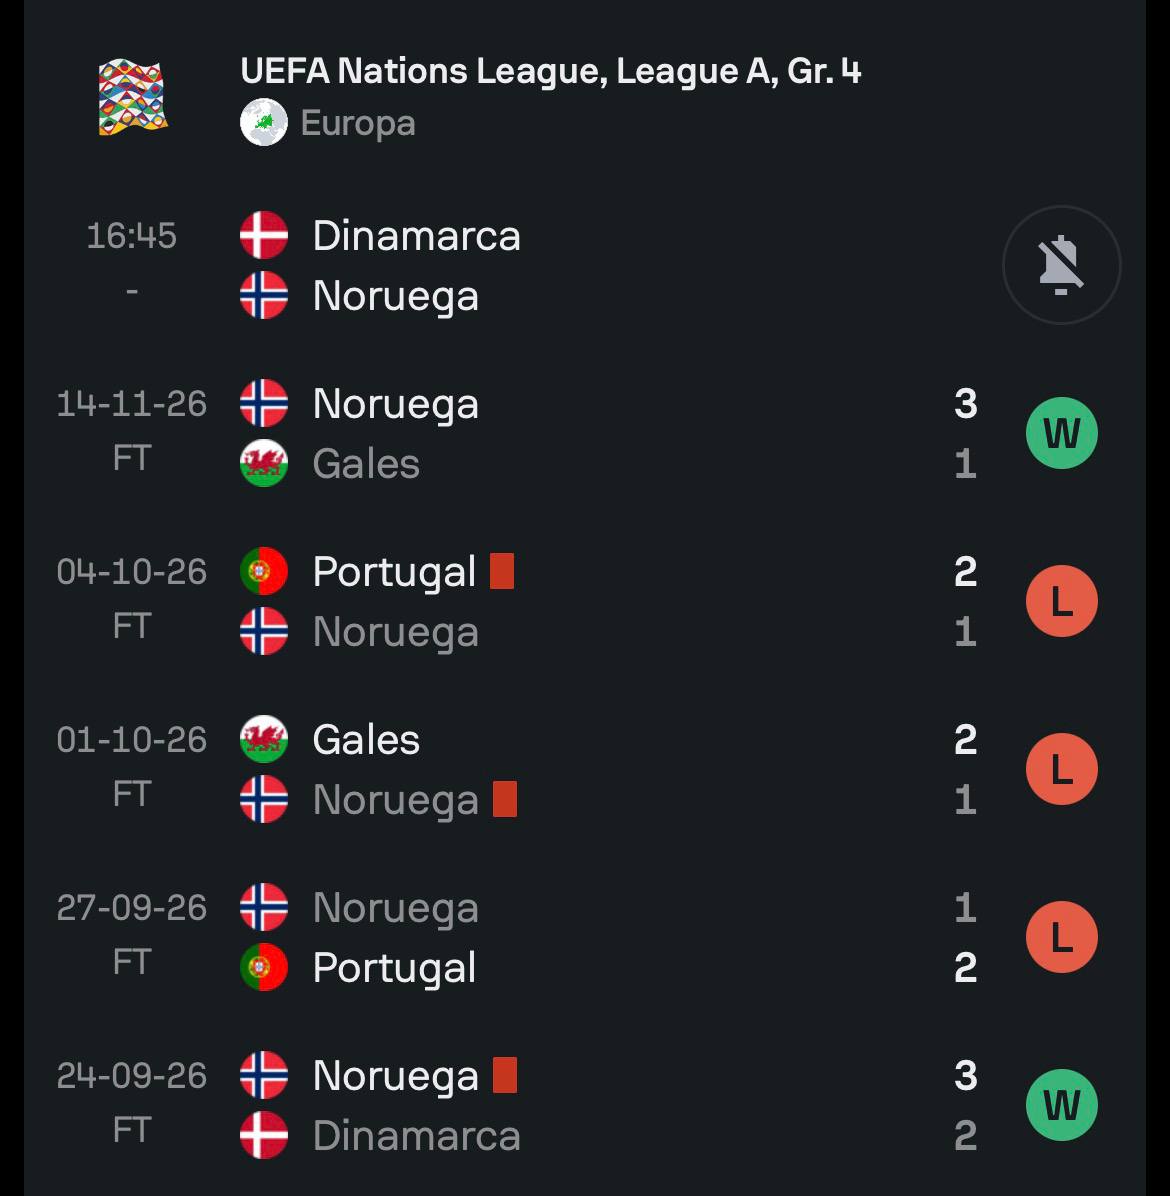 UEFA Nations League, League A, Gr. 4
Europa
16:45
-
Dinamarca
Noruega
14-11-26
FT
Noruega 3
Gales 1
W
04-10-26
FT
Portugal 2
Noruega 1
L
01-10-26
FT
Gales 2
Noruega 1
L
27-09-26
FT
Noruega 1
Portugal 2
L
24-09-26
FT
Noruega 3
Dinamarca 2
W